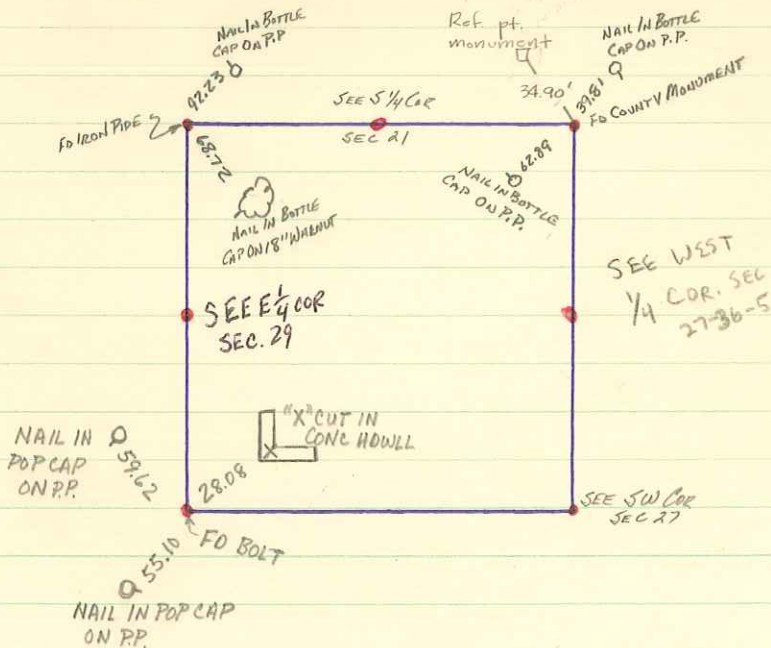 NAIL IN BOTTLE
CAP ON P.P
92.23
FD IRON PIPE
68.72
NAIL IN BOTTLE
CAP ON 18" WALNUT
SEE S 1/4 COR
SEC 21
Ref. pt.
monument
34.90'
39.81
NAIL IN BOTTLE
CAP ON P.P.
FD COUNTY MONUMENT
62.89
NAIL IN BOTTLE
CAP ON P.P.
SEE E 1/4 COR
SEC. 29
SEE WEST
1/4 COR. SEC
27-36-5
"X" CUT IN
CONC HDWLL
NAIL IN
POP CAP
ON P.P.
59.62
28.08
FD BOLT
55.10
NAIL IN POP CAP
ON P.P.
SEE SW COR
SEC 27